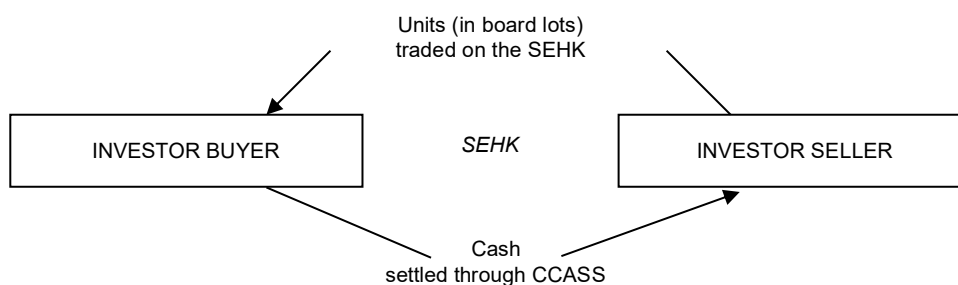 Units (in board lots)
traded on the SEHK
INVESTOR BUYER
SEHK
INVESTOR SELLER
Cash
settled through CCASS